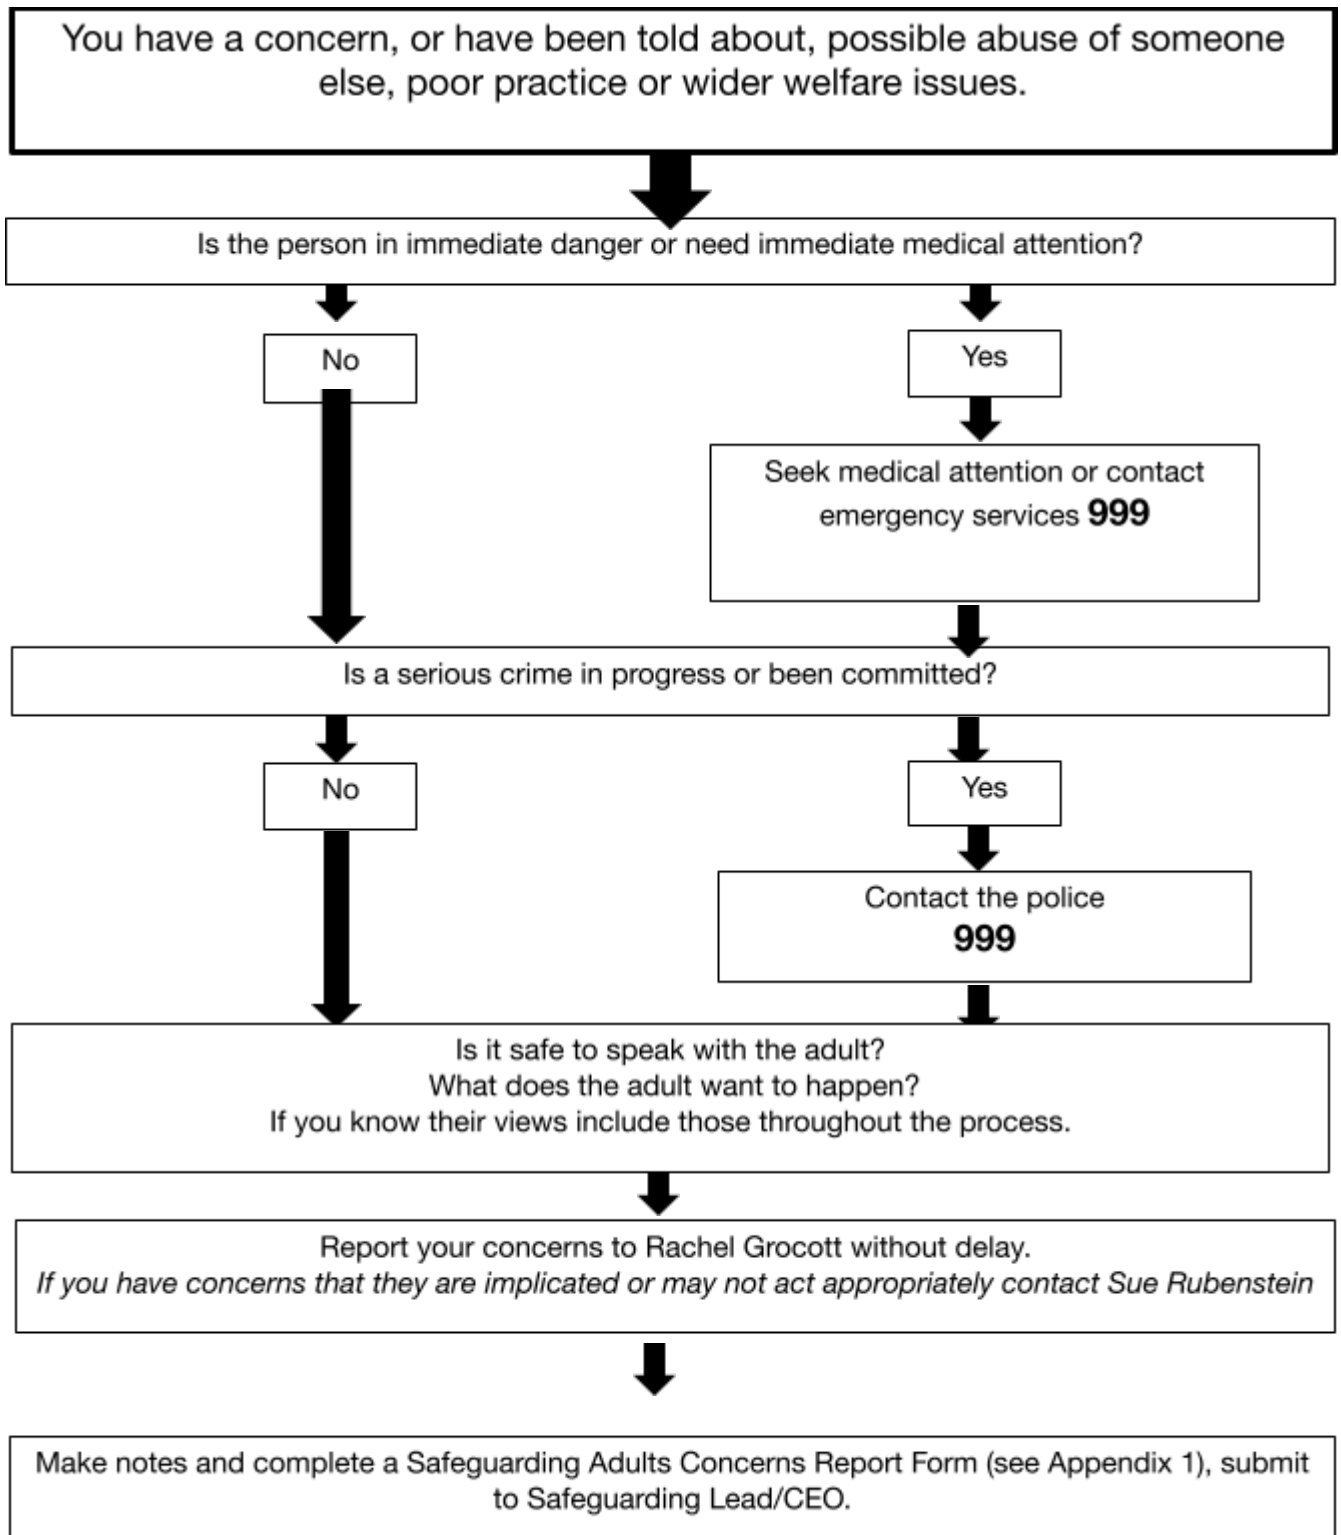 You have a concern, or have been told about, possible abuse of someone
else, poor practice or wider welfare issues.
Is the person in immediate danger or need immediate medical attention?
No
Yes
Seek medical attention or contact
emergency services 999
Is a serious crime in progress or been committed?
No
Yes
Contact the police
999
Is it safe to speak with the adult?
What does the adult want to happen?
If you know their views include those throughout the process.
Report your concerns to Rachel Grocott without delay.
If you have concerns that they are implicated or may not act appropriately contact Sue Rubenstein
Make notes and complete a Safeguarding Adults Concerns Report Form (see Appendix 1), submit
to Safeguarding Lead/CEO.